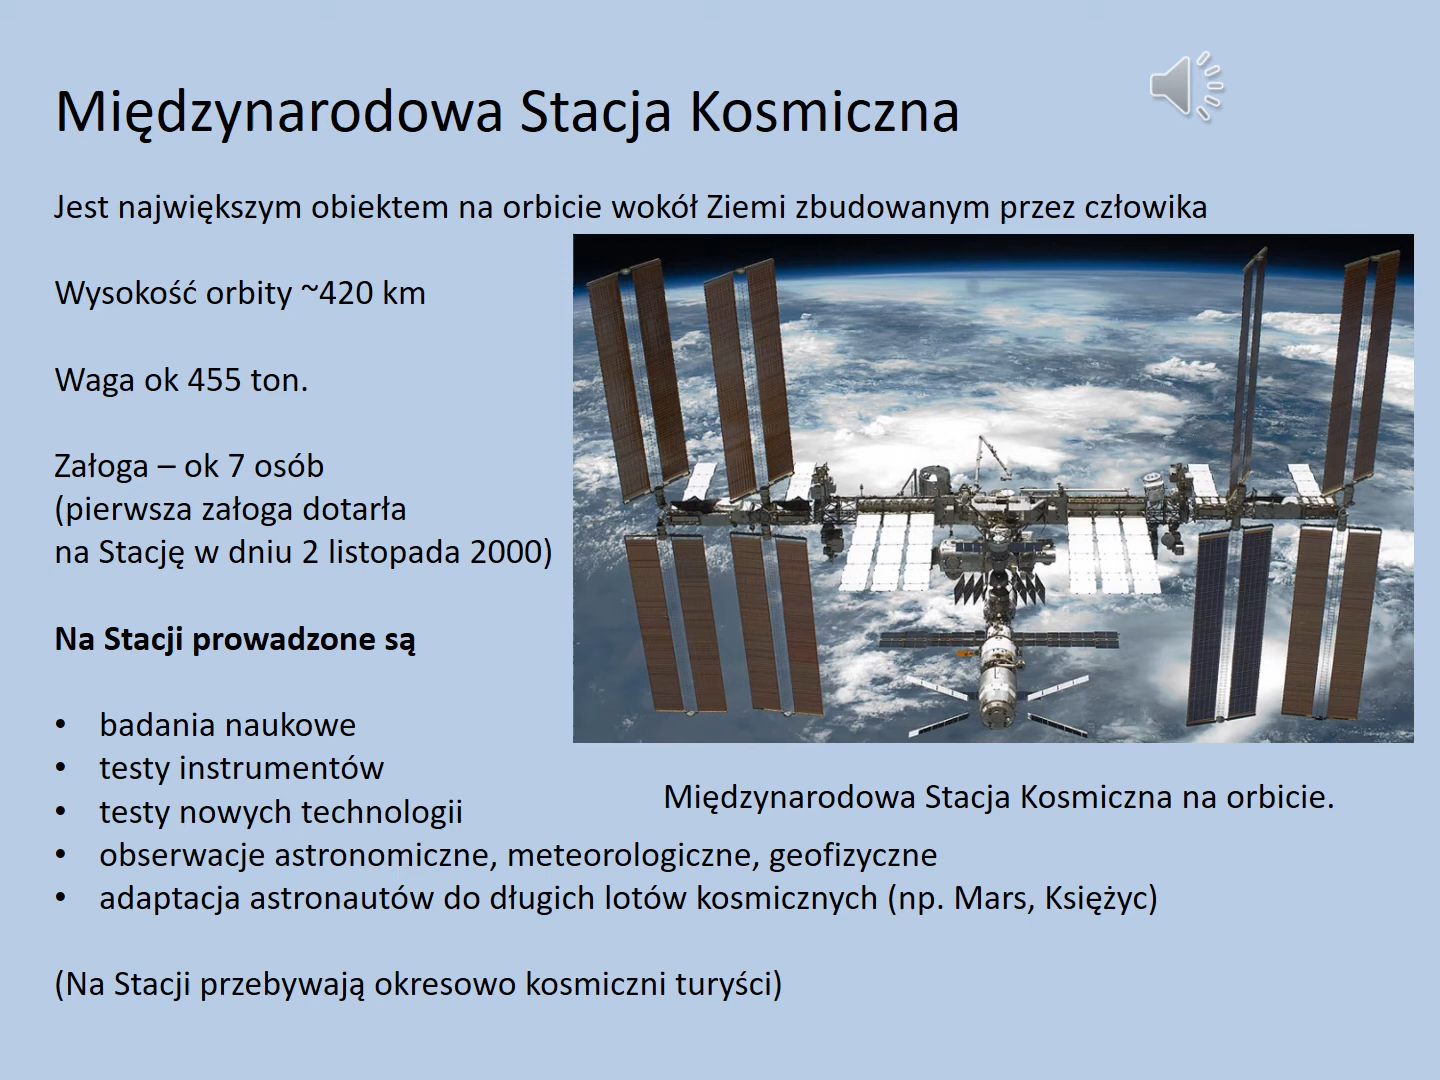 Międzynarodowa Stacja Kosmiczna
Jest największym obiektem na orbicie wokół Ziemi zbudowanym przez człowika
Wysokość orbity ~420 km
Waga ok 455 ton.
Załoga – ok 7 osób
(pierwsza załoga dotarła
na Stację w dniu 2 listopada 2000)
Na Stacji prowadzone są
• badania naukowe
• testy instrumentów
• testy nowych technologii
• obserwacje astronomiczne, meteorologiczne, geofizyczne
• adaptacja astronautów do długich lotów kosmicznych (np. Mars, Księżyc)
(Na Stacji przebywają okresowo kosmiczni turyści)
Międzynarodowa Stacja Kosmiczna na orbicie.